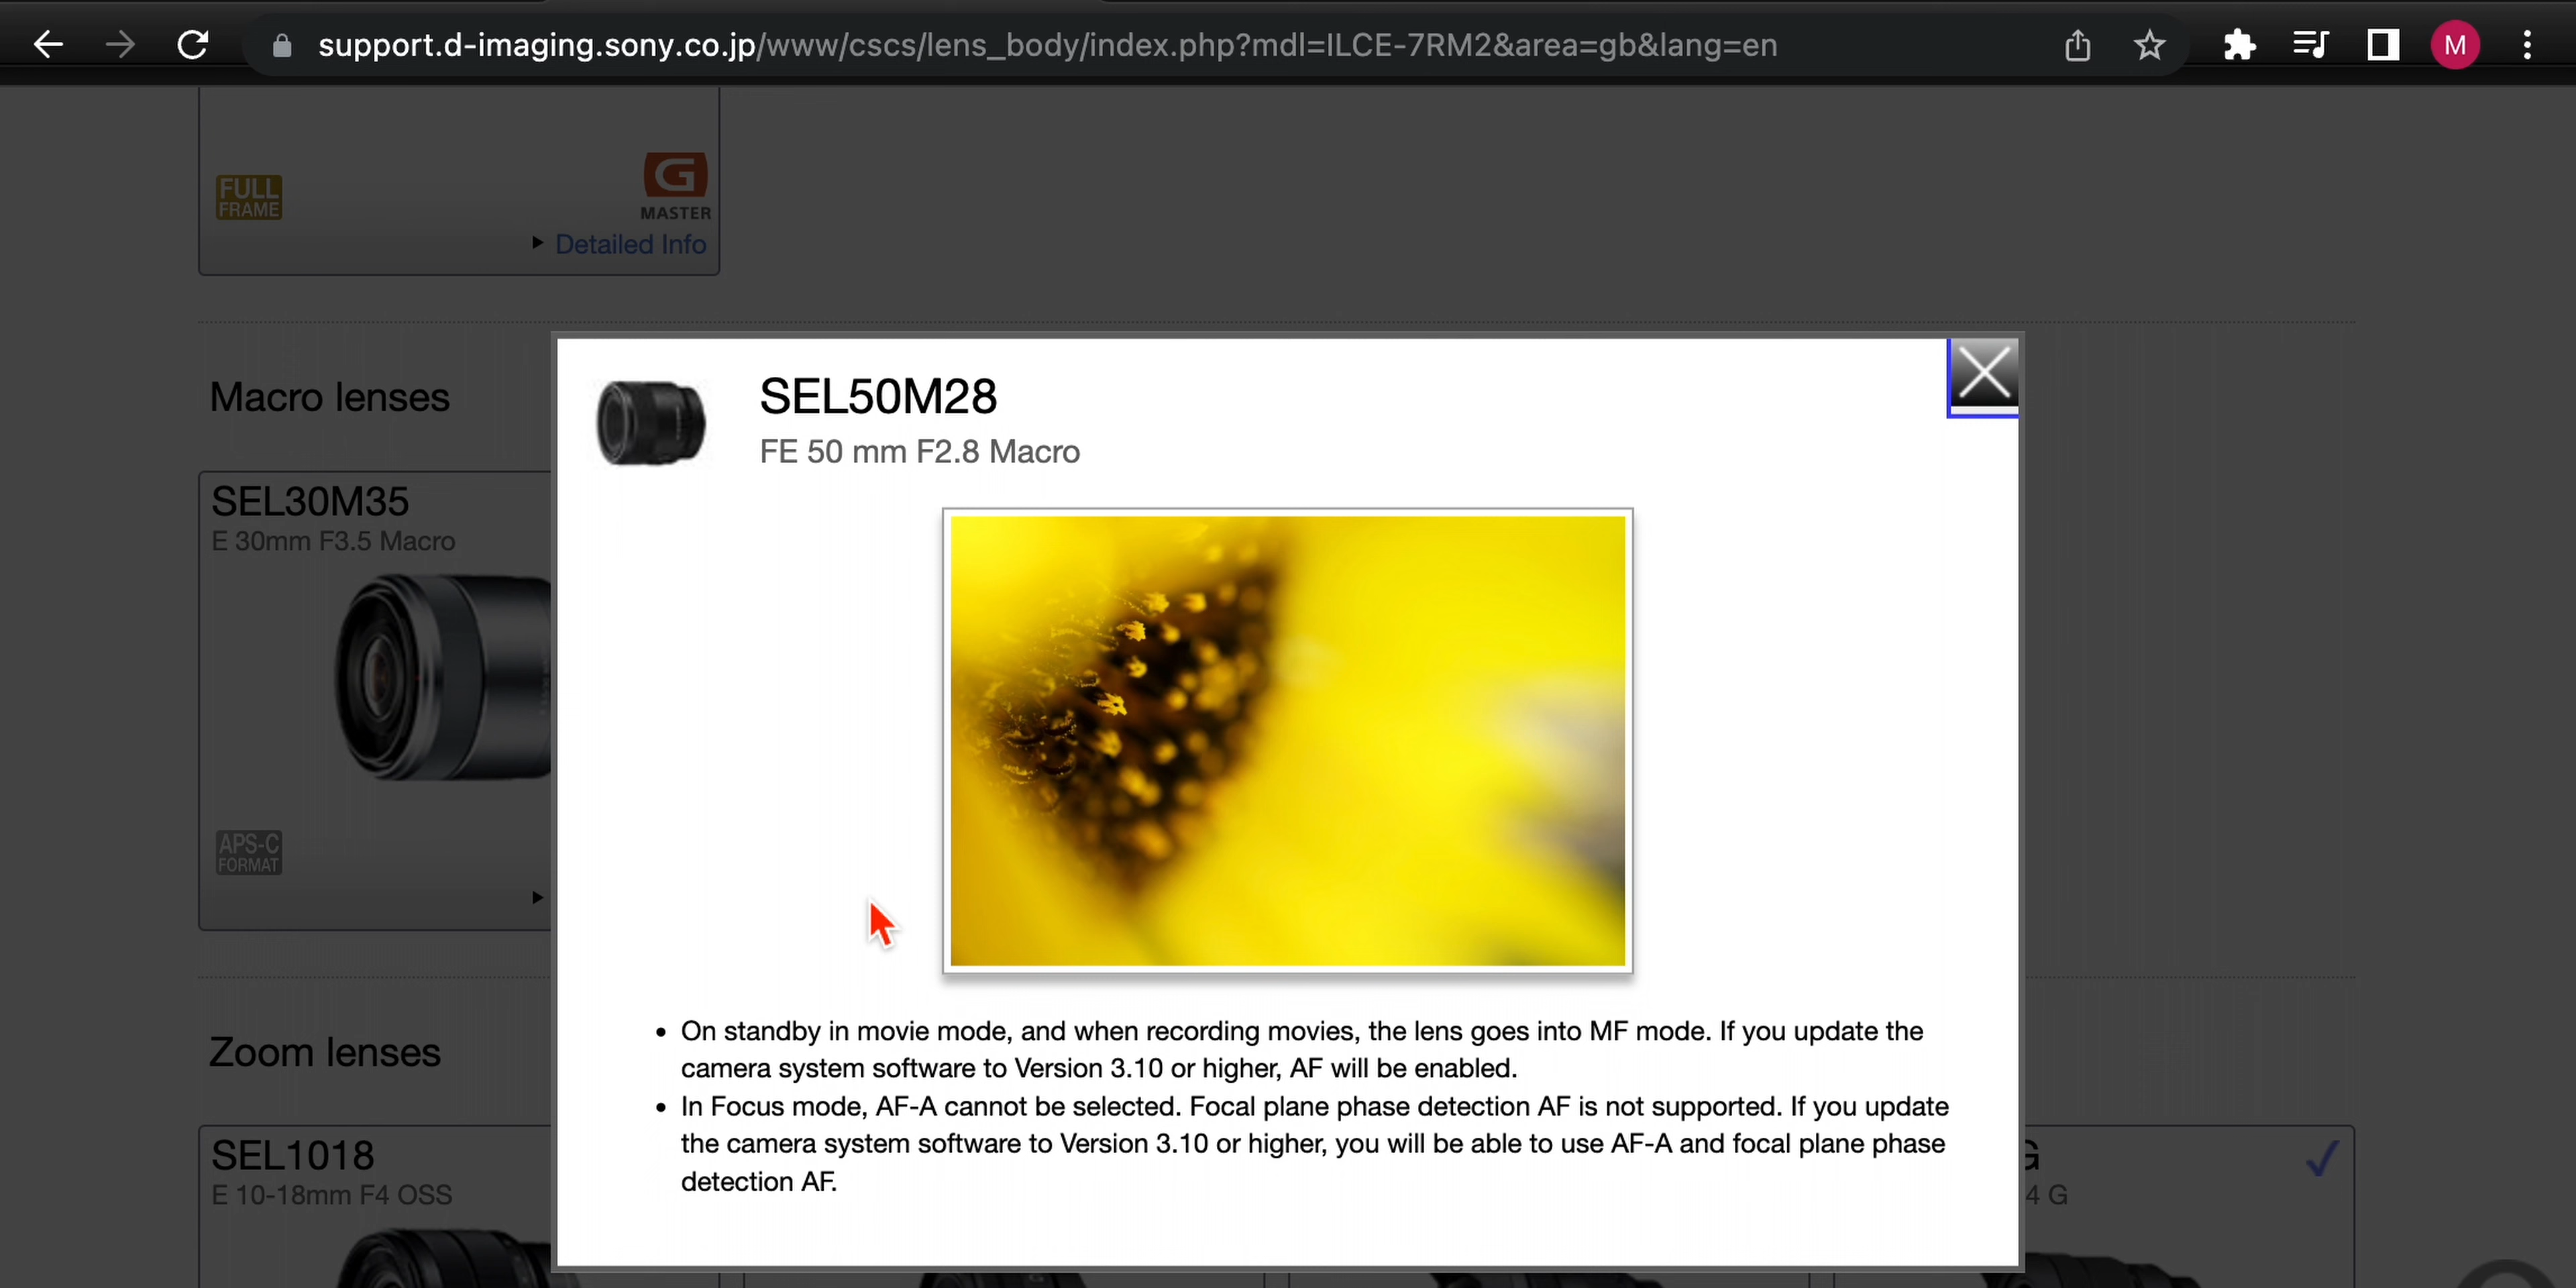 support.d-imaging.sony.co.jp/www/cscs/lens_body/index.php?mdl=ILCE-7RM2&area=gb&lang=en
M
FULL
FRAME
G
MASTER
Detailed Info
Macro lenses
SEL30M35
E 30mm F3.5 Macro
APS-C
FORMAT
SEL50M28
FE 50 mm F2.8 Macro
• On standby in movie mode, and when recording movies, the lens goes into MF mode. If you update the
camera system software to Version 3.10 or higher, AF will be enabled.
• In Focus mode, AF-A cannot be selected. Focal plane phase detection AF is not supported. If you update
the camera system software to Version 3.10 or higher, you will be able to use AF-A and focal plane phase
detection AF.
Zoom lenses
SEL1018
E 10-18mm F4 OSS
G
4 G